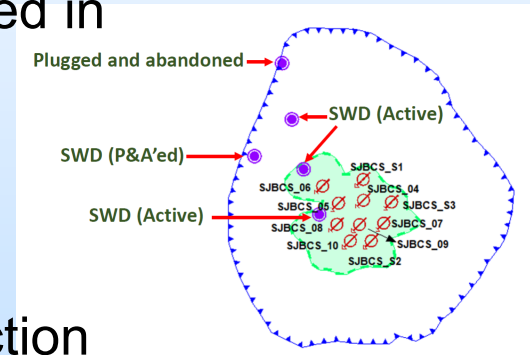 ed in
Plugged and abandoned
SWD (Active)
SWD (P&A'ed)
SJBCS_S1
SJBCS_06
SJBCS_04
SJBCS_05
SJBCS_S3
SWD (Active)
SJBCS_08
SJBCS_07
SJBCS_10
SJBCS_09
SJBCS_S2
ction